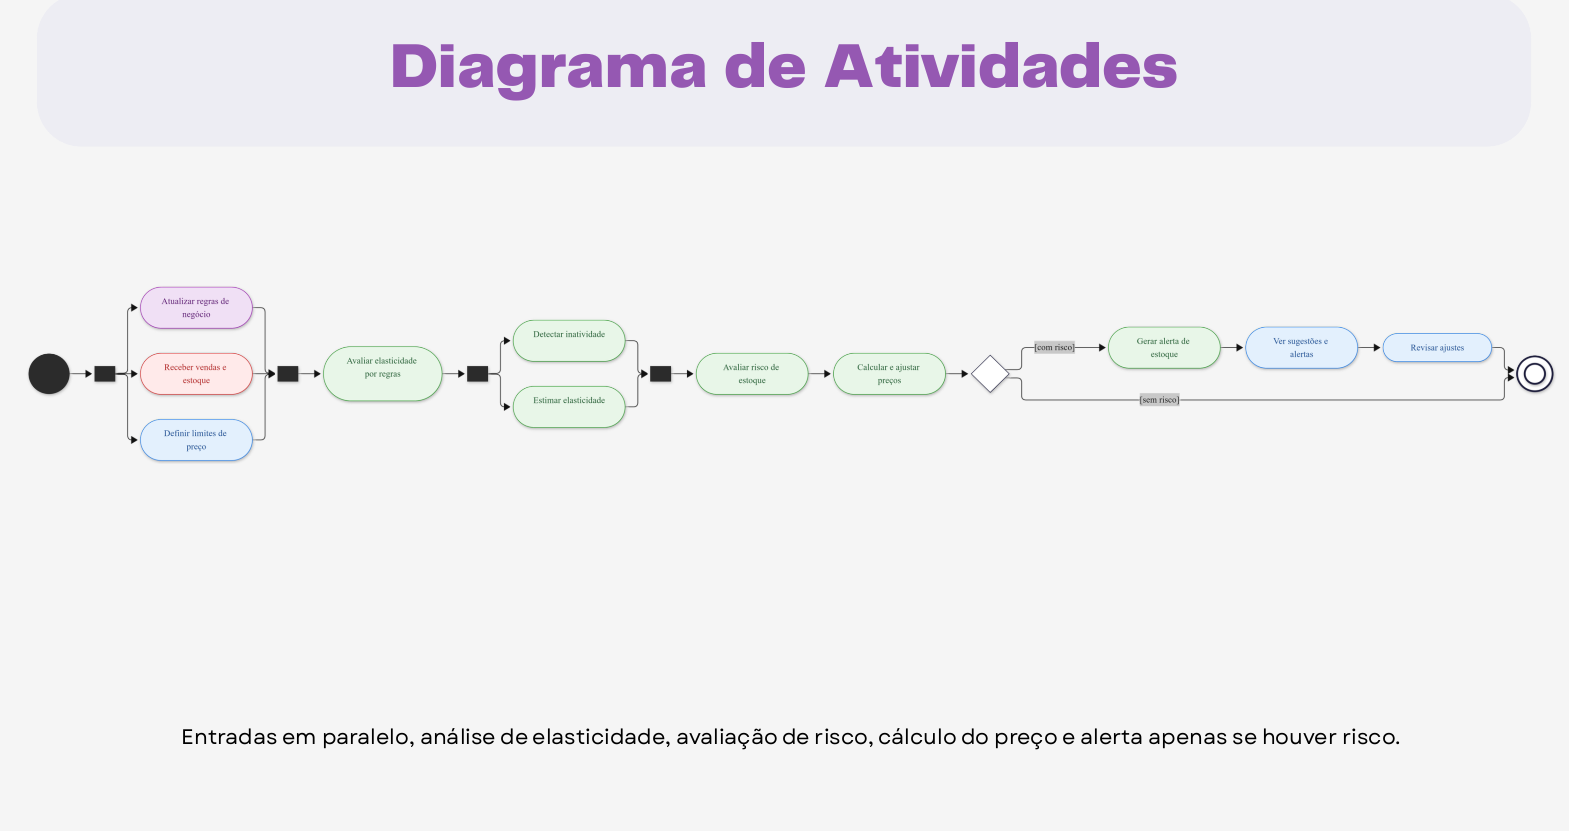 Diagrama de Atividades
Atualizar regras de
negócio
Receber vendas e
estoque
Definir limites de
preço
Avaliar elasticidade
por regras
Detectar inatividade
Estimar elasticidade
Avaliar risco de
estoque
Calcular e ajustar
preços
[com risco]
[sem risco]
Gerar alerta de
estoque
Ver sugestões e
alertas
Revisar ajustes
Entradas em paralelo, análise de elasticidade, avaliação de risco, cálculo do preço e alerta apenas se houver risco.